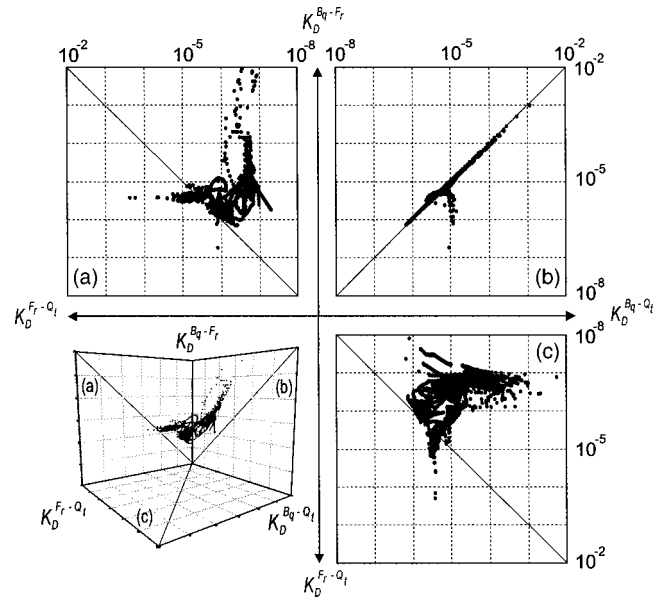 K_D^{Bq-Fr}
10^-2 10^-5 10^-8
10^-5 10^-2
10^-2
10^-5
10^-8
(a)
(b)
10^-8
K_D^{Fr-Qt}
K_D^{Bq-Qt}
K_D^{Bq-Fr}
(a)
(b)
(c)
K_D^{Fr-Qt}
K_D^{Bq-Qt}
(c)
10^-8
10^-5
10^-2
K_D^{Fr-Qt}